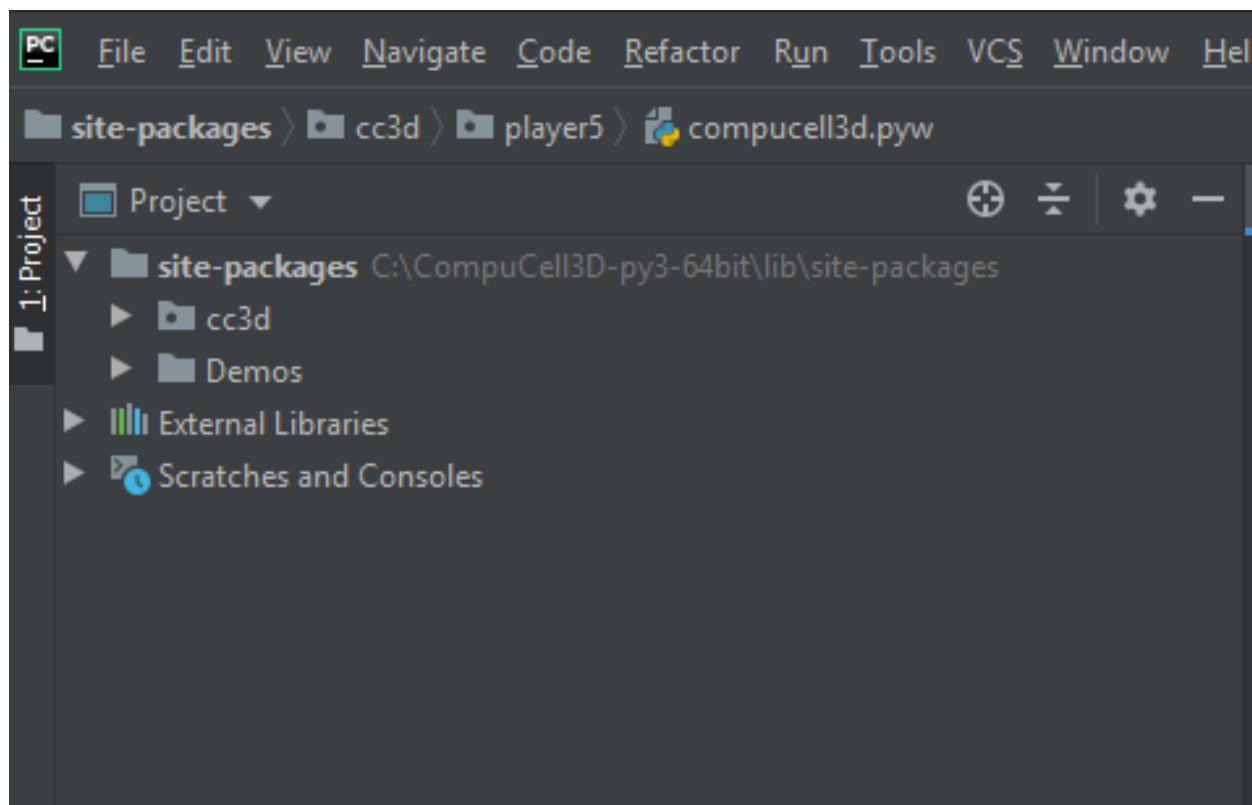 PC File Edit View Navigate Code Refactor Run Tools VCS Window Hel
site-packages cc3d player5 compucell3d.pyw
1: Project
Project
site-packages C:\CompuCell3D-py3-64bit\lib\site-packages
cc3d
Demos
External Libraries
Scratches and Consoles